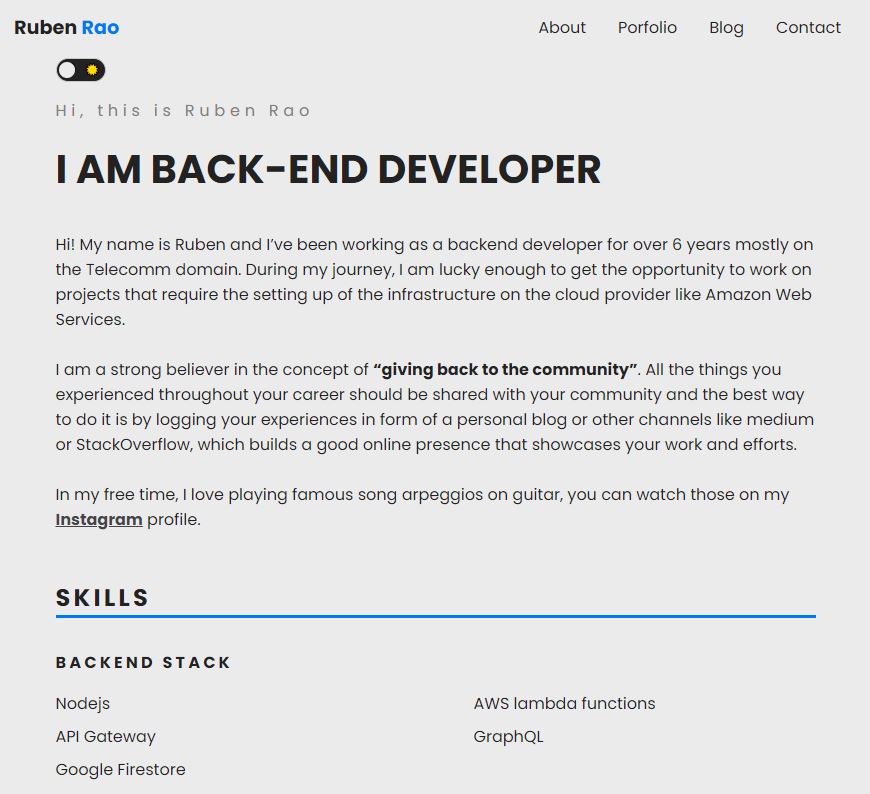 Ruben Rao
About Porfolio Blog Contact
Hi, this is Ruben Rao
I AM BACK-END DEVELOPER
Hi! My name is Ruben and I’ve been working as a backend developer for over 6 years mostly on
the Telecomm domain. During my journey, I am lucky enough to get the opportunity to work on
projects that require the setting up of the infrastructure on the cloud provider like Amazon Web
Services.
I am a strong believer in the concept of “giving back to the community”. All the things you
experienced throughout your career should be shared with your community and the best way
to do it is by logging your experiences in form of a personal blog or other channels like medium
or StackOverflow, which builds a good online presence that showcases your work and efforts.
In my free time, I love playing famous song arpeggios on guitar, you can watch those on my
Instagram profile.
SKILLS
BACKEND STACK
Nodejs
AWS lambda functions
API Gateway
GraphQL
Google Firestore